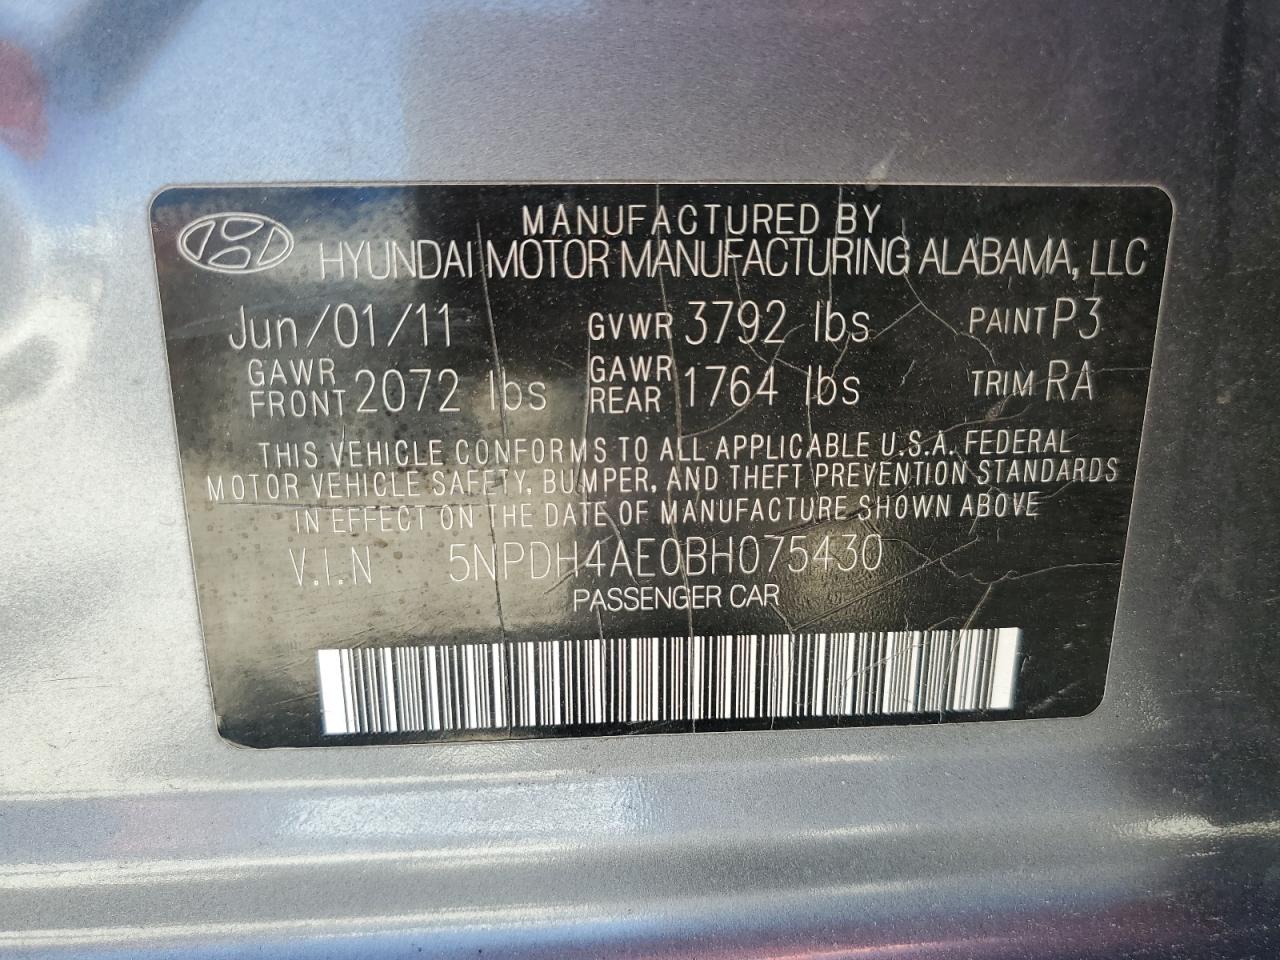 MANUFACTURED BY
HYUNDAI MOTOR MANUFACTURING ALABAMA, LLC
Jun/01/11 GVWR 3792 lbs PAINT P3
GAWR FRONT 2072 lbs GAWR REAR 1764 lbs TRIM RA
THIS VEHICLE CONFORMS TO ALL APPLICABLE U.S.A. FEDERAL
MOTOR VEHICLE SAFETY, BUMPER, AND THEFT PREVENTION STANDARDS
IN EFFECT ON THE DATE OF MANUFACTURE SHOWN ABOVE
V.I.N 5NPDH4AE0BH075430
PASSENGER CAR